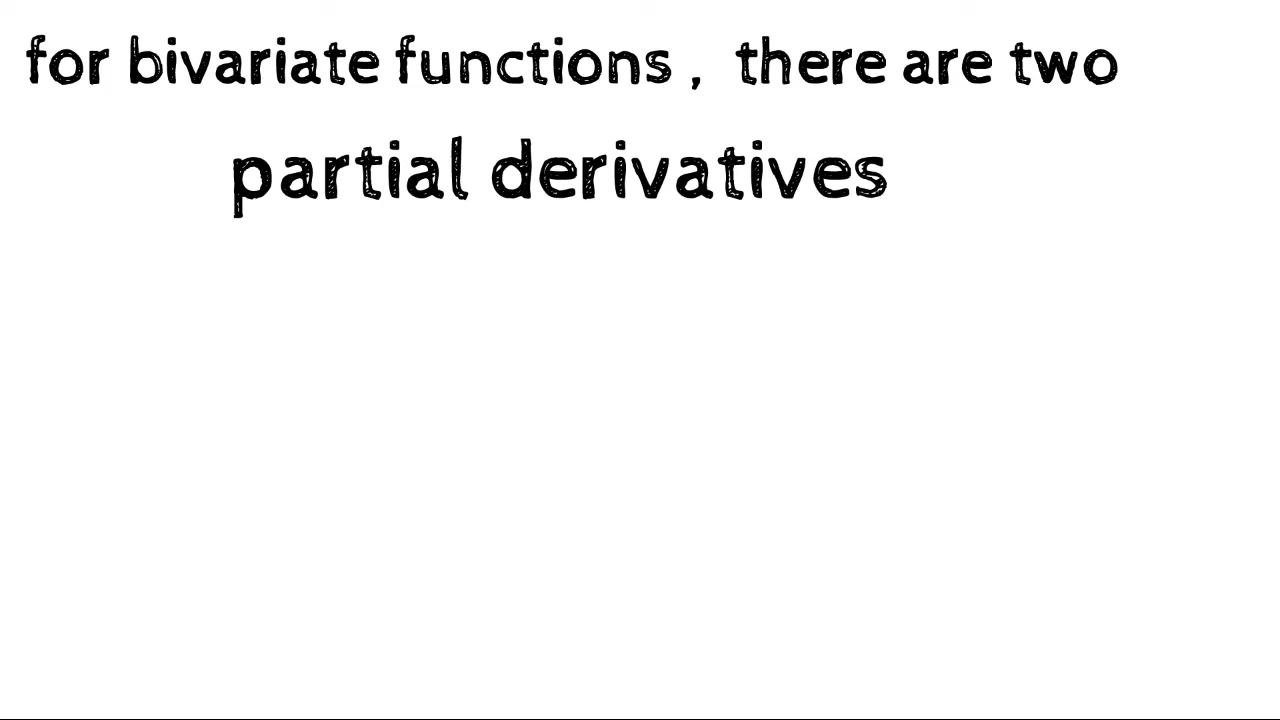 for bivariate functions , there are two
partial derivatives